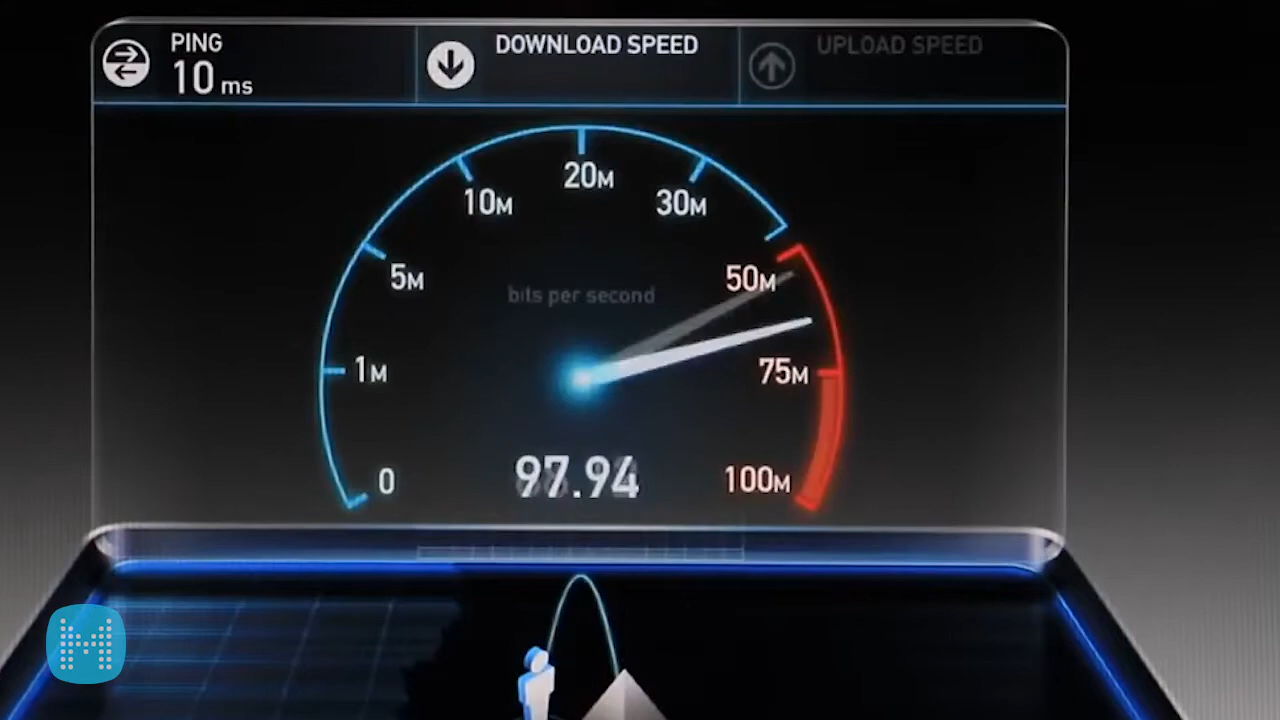 PING
10 ms
DOWNLOAD SPEED
UPLOAD SPEED
20M
10M
30M
5M
50M
bits per second
1M
75M
97.94
0
100M